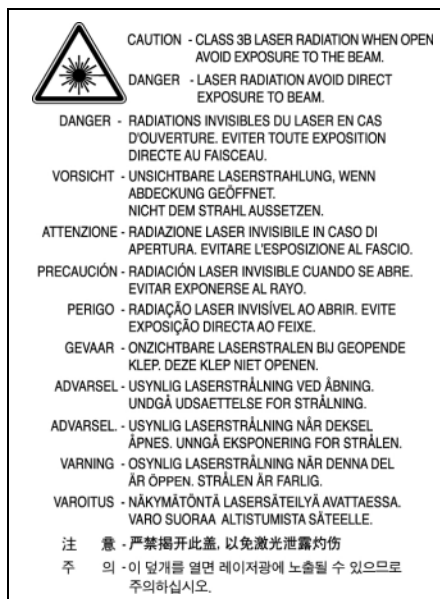 CAUTION - CLASS 3B LASER RADIATION WHEN OPEN
AVOID EXPOSURE TO THE BEAM.
DANGER - LASER RADIATION AVOID DIRECT
EXPOSURE TO BEAM.
DANGER - RADIATIONS INVISIBLES DU LASER EN CAS
D'OUVERTURE. EVITER TOUTE EXPOSITION
DIRECTE AU FAISCEAU.
VORSICHT - UNSICHTBARE LASERSTRAHLUNG, WENN
ABDECKUNG GEÖFFNET.
NICHT DEM STRAHL AUSSETZEN.
ATTENZIONE - RADIAZIONE LASER INVISIBILE IN CASO DI
APERTURA. EVITARE L'ESPOSIZIONE AL FASCIO.
PRECAUCIÓN - RADIACIÓN LASER INVISIBLE CUANDO SE ABRE.
EVITAR EXPONERSE AL RAYO.
PERIGO - RADIAÇÃO LASER INVISÍVEL AO ABRIR. EVITE
EXPOSIÇÃO DIRECTA AO FEIXE.
GEVAAR - ONZICHTBARE LASERSTRALEN BIJ GEOPENDE
KLEP. DEZE KLEP NIET OPENEN.
ADVARSEL - USYNLIG LASERSTRÅLNING VED ÅBNING.
UNDGÅ UDSAETTELSE FOR STRÅLNING.
ADVARSEL. - USYNLIG LASERSTRÅLNING NÅR DEKSEL
ÅPNES. UNNGÅ EKSPONERING FOR STRÅLEN.
VARNING - OSYNLIG LASERSTRÅLNING NÄR DENNA DEL
ÄR ÖPPEN. STRÅLEN ÄR FARLIG.
VAROITUS - NÄKYMÄTÖNTÄ LASERSÄTEILYÄ AVATTAESSA.
VARO SUORAA ALTISTUMISTA SÄTEELLE.
注 意 - 严禁揭开此盖, 以免激光泄露灼伤
주 의 - 이 덮개를 열면 레이저광에 노출될 수 있으므로
주의하십시오.